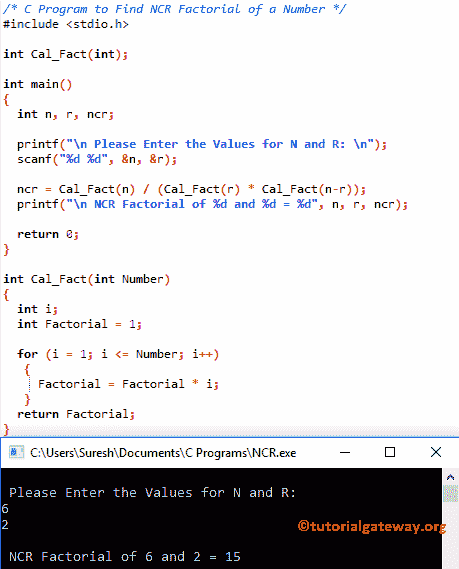 /* C Program to Find NCR Factorial of a Number */
#include <stdio.h>
int Cal_Fact(int);
int main()
{
int n, r, ncr;
printf("\n Please Enter the Values for N and R: \n");
scanf("%d %d", &n, &r);
ncr = Cal_Fact(n) / (Cal_Fact(r) * Cal_Fact(n-r));
printf("\n NCR Factorial of %d and %d = %d", n, r, ncr);
return 0;
}
int Cal_Fact(int Number)
{
int i;
int Factorial = 1;
for (i = 1; i <= Number; i++)
{
Factorial = Factorial * i;
}
return Factorial;
}
C:\Users\Suresh\Documents\C Programs\NCR.exe
Please Enter the Values for N and R:
6
2
©tutorialgateway.org
NCR Factorial of 6 and 2 = 15